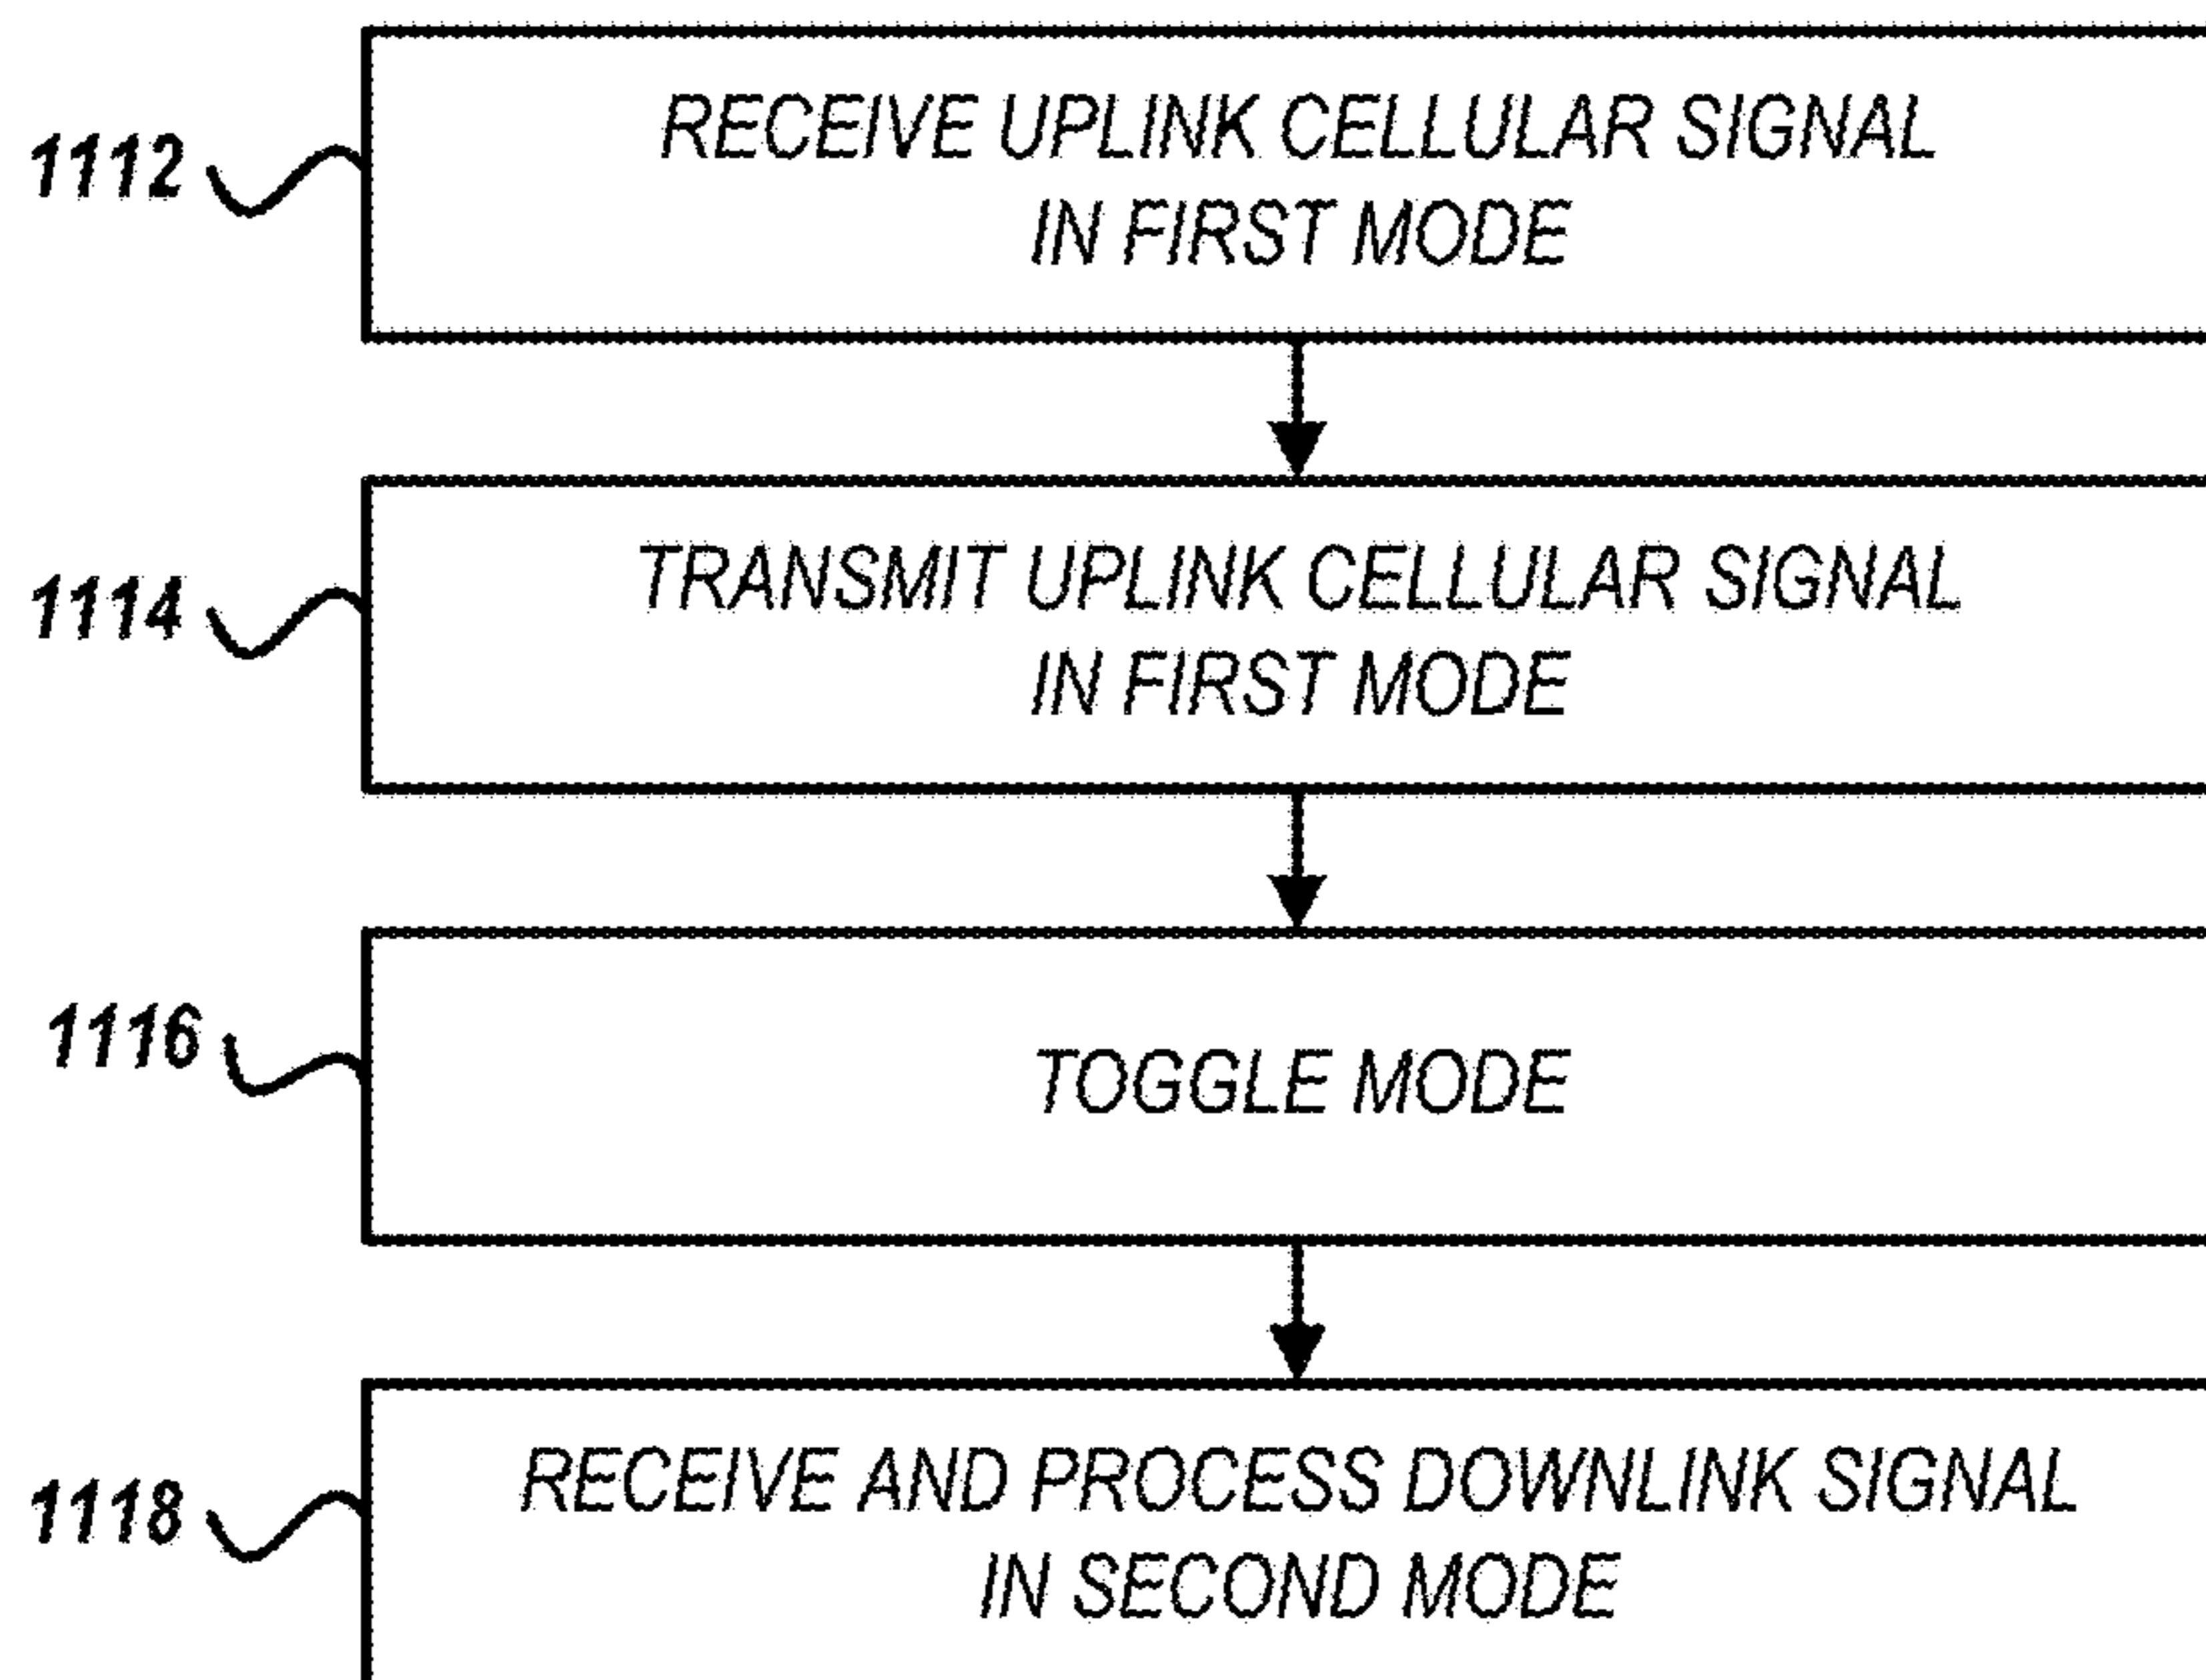 1112
RECEIVE UPLINK CELLULAR SIGNAL
IN FIRST MODE
1114
TRANSMIT UPLINK CELLULAR SIGNAL
IN FIRST MODE
1116
TOGGLE MODE
1118
RECEIVE AND PROCESS DOWNLINK SIGNAL
IN SECOND MODE